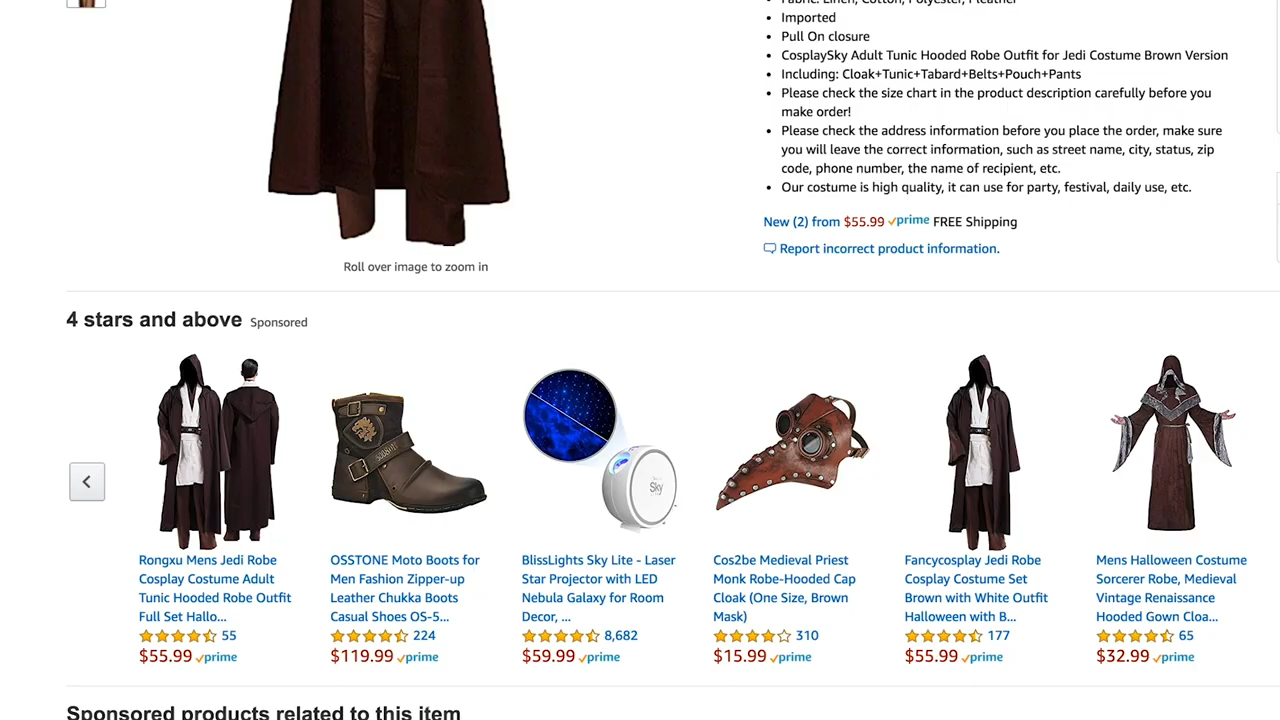 Fabric: Linen, Cotton, Polyester, Pleather
Imported
Pull On closure
CosplaySky Adult Tunic Hooded Robe Outfit for Jedi Costume Brown Version
Including: Cloak+Tunic+Tabard+Belts+Pouch+Pants
Please check the size chart in the product description carefully before you
make order!
Please check the address information before you place the order, make sure
you will leave the correct information, such as street name, city, status, zip
code, phone number, the name of recipient, etc.
Our costume is high quality, it can use for party, festival, daily use, etc.
New (2) from $55.99 prime FREE Shipping
Report incorrect product information.
Roll over image to zoom in
4 stars and above Sponsored
Sky
Rongxu Mens Jedi Robe
Cosplay Costume Adult
Tunic Hooded Robe Outfit
Full Set Hallo...
55
$55.99 prime
OSSTONE Moto Boots for
Men Fashion Zipper-up
Leather Chukka Boots
Casual Shoes OS-5...
224
$119.99 prime
BlissLights Sky Lite - Laser
Star Projector with LED
Nebula Galaxy for Room
Decor, ...
8,682
$59.99 prime
Cos2be Medieval Priest
Monk Robe-Hooded Cap
Cloak (One Size, Brown
Mask)
310
$15.99 prime
Fancycosplay Jedi Robe
Cosplay Costume Set
Brown with White Outfit
Halloween with B...
177
$55.99 prime
Mens Halloween Costume
Sorcerer Robe, Medieval
Vintage Renaissance
Hooded Gown Cloa...
65
$32.99 prime
Sponsored products related to this item